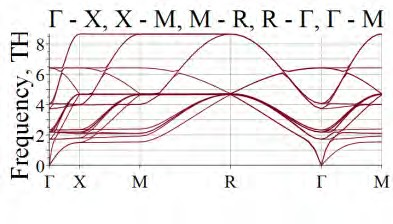 Γ - X, X - M, M - R, R - Γ, Γ - M
Frequency, TH
8
6
4
2
0
Γ X M R Γ M